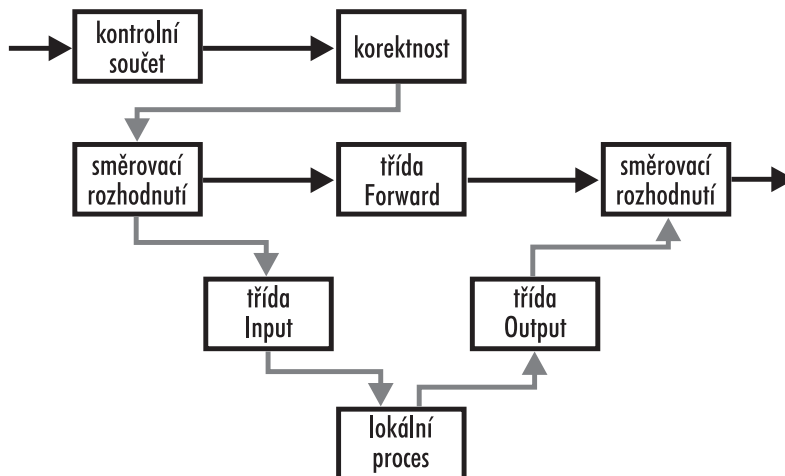 kontrolní
součet
korektnost
směrovací
rozhodnutí
třída
Forward
směrovací
rozhodnutí
třída
Input
třída
Output
lokální
proces